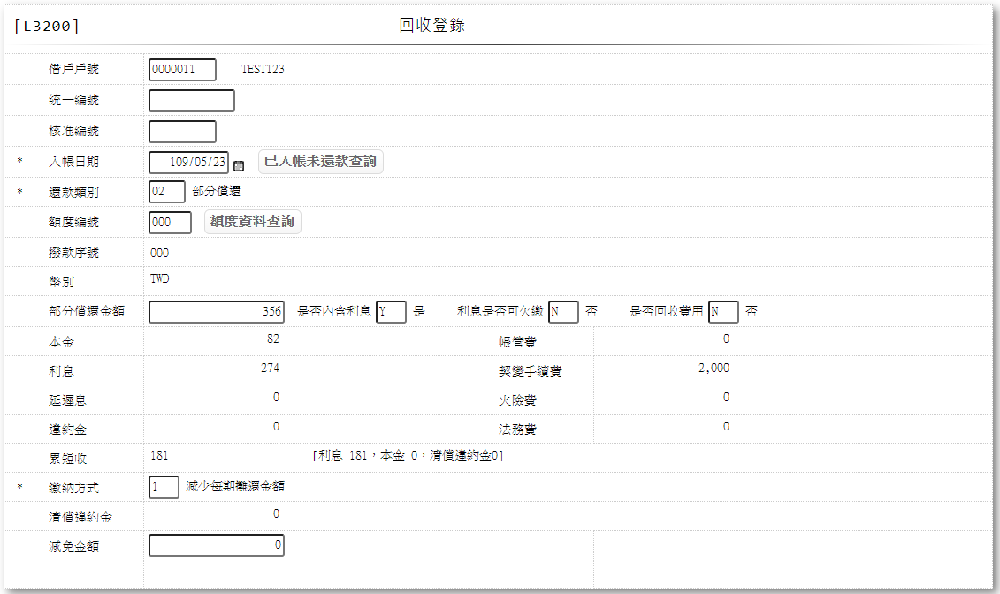 [L3200] 回收登錄
借戶戶號 0000011 TEST123
統一編號
核准編號
* 入帳日期 109/05/23 已入帳未還款查詢
* 還款類別 02 部分償還
額度編號 000 額度資料查詢
撥款序號 000
幣別 TWD
部分償還金額 356 是否內含利息 Y 是 利息是否可欠繳 N 否 是否回收費用 N 否
本金 82 帳管費 0
利息 274 契變手續費 2,000
延遲息 0 火險費 0
違約金 0 法務費 0
累短收 181 [利息 181，本金 0，清償違約金0]
* 繳納方式 1 減少每期攤還金額
清償違約金 0
減免金額 0